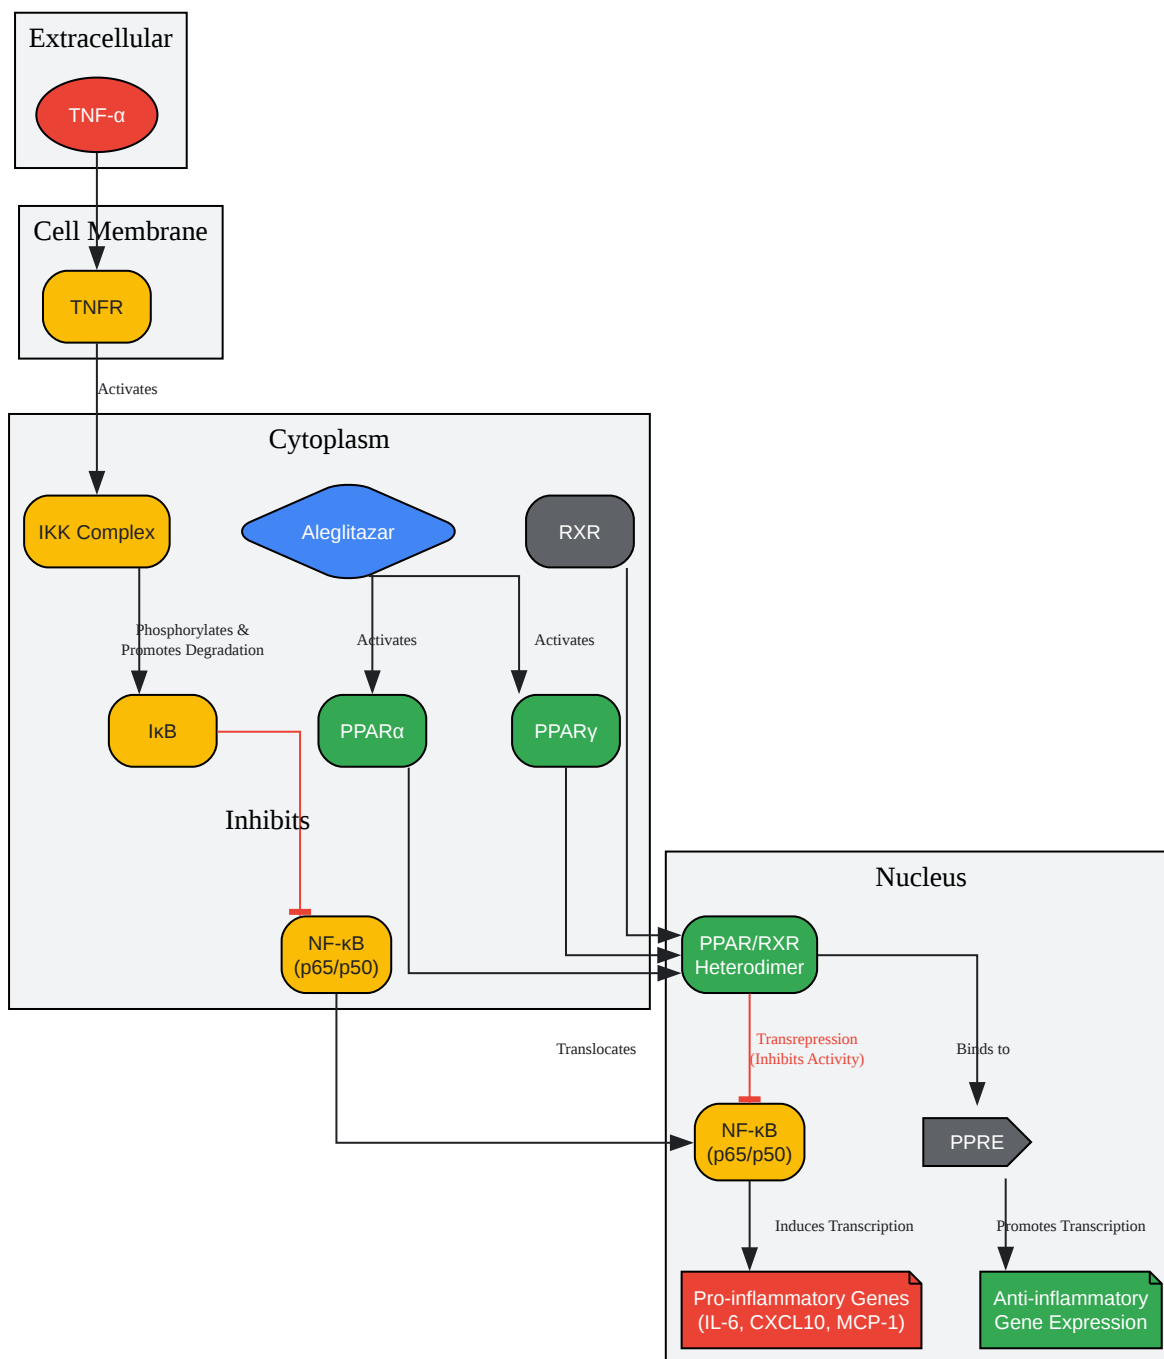 Extracellular
TNF-α
Cell Membrane
TNFR
Activates
Cytoplasm
IKK Complex
Aleglitazar
RXR
Phosphorylates &
Promotes Degradation
Activates
Activates
IκB
PPARα
PPARγ
Inhibits
NF-κB
(p65/p50)
Nucleus
PPAR/RXR
Heterodimer
Translocates
Transrepression
(Inhibits Activity)
Binds to
NF-κB
(p65/p50)
PPRE
Induces Transcription
Promotes Transcription
Pro-inflammatory Genes
(IL-6, CXCL10, MCP-1)
Anti-inflammatory
Gene Expression